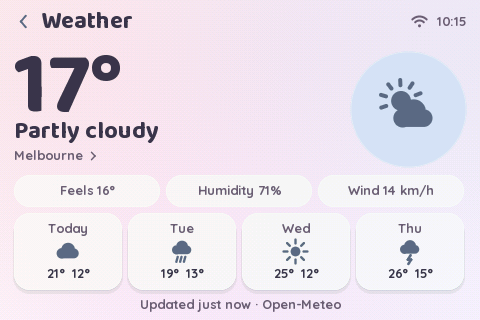 Weather
10:15
17°
Partly cloudy
Melbourne
Feels 16°
Humidity 71%
Wind 14 km/h
Today
21° 12°
Tue
19° 13°
Wed
25° 12°
Thu
26° 15°
Updated just now · Open-Meteo